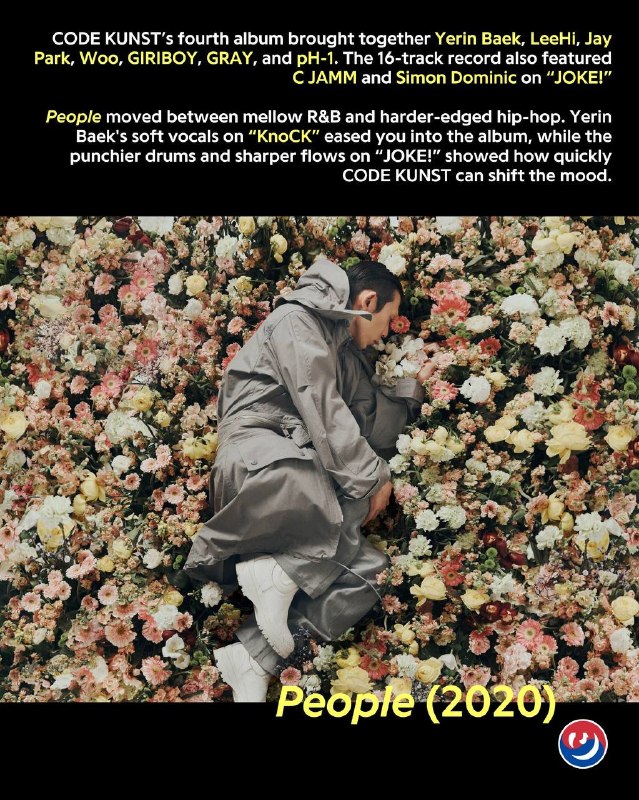 CODE KUNST’s fourth album brought together Yerin Baek, LeeHi, Jay
Park, Woo, GIRIBOY, GRAY, and pH-1. The 16-track record also featured
C JAMM and Simon Dominic on “JOKE!”
People moved between mellow R&B and harder-edged hip-hop. Yerin
Baek's soft vocals on “KnoCK” eased you into the album, while the
punchier drums and sharper flows on “JOKE!” showed how quickly
CODE KUNST can shift the mood.
People (2020)